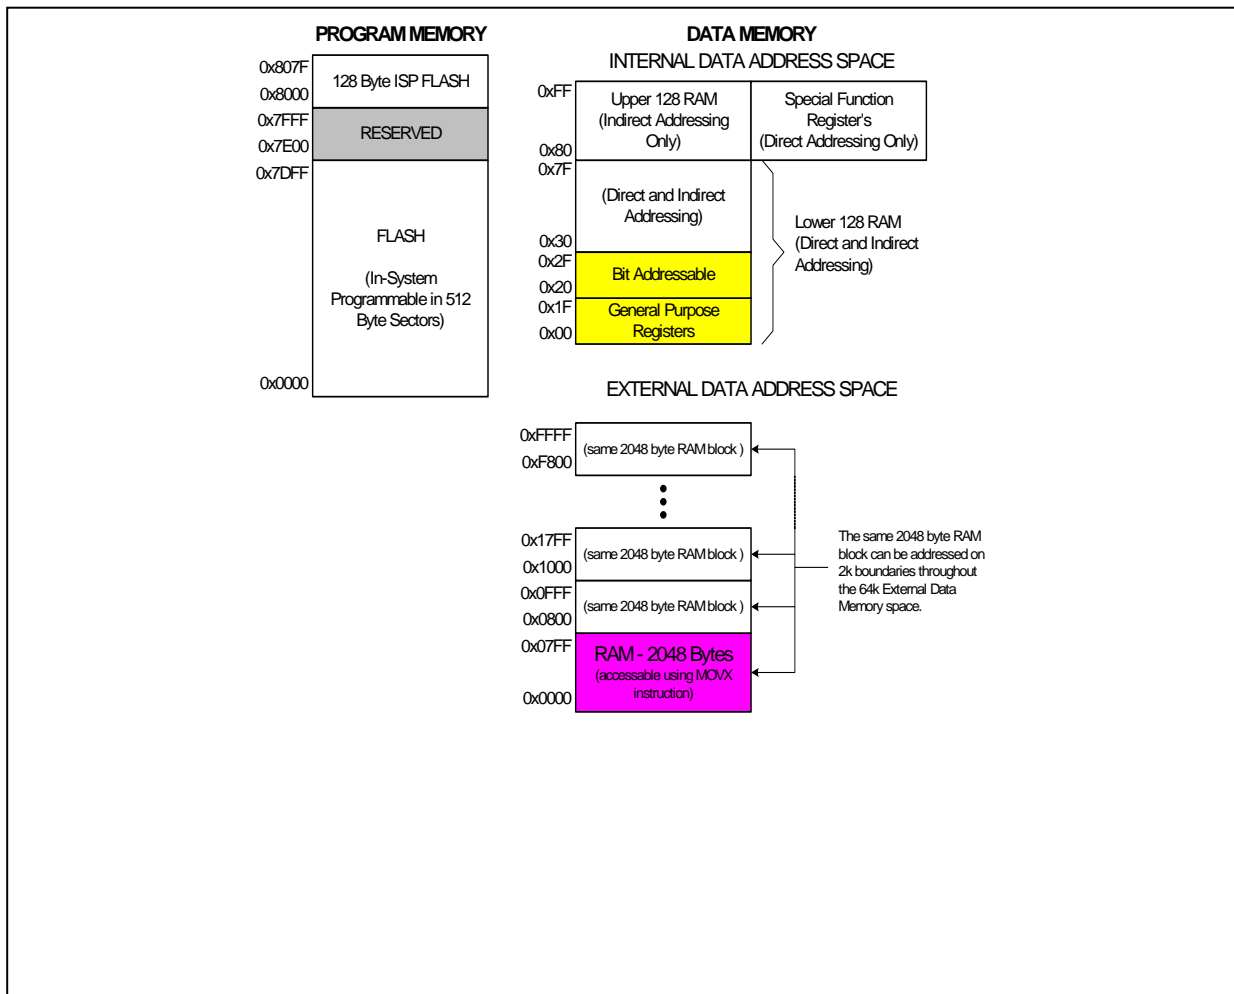 PROGRAM MEMORY
0x807F
0x8000
128 Byte ISP FLASH
0x7FFF
0x7E00
RESERVED
0x7DFF
FLASH
(In-System
Programmable in 512
Byte Sectors)
0x0000
DATA MEMORY
INTERNAL DATA ADDRESS SPACE
0xFF
0x80
Upper 128 RAM
(Indirect Addressing
Only)
Special Function
Register's
(Direct Addressing Only)
0x7F
(Direct and Indirect
Addressing)
0x30
0x2F
Bit Addressable
0x20
0x1F
General Purpose
Registers
0x00
Lower 128 RAM
(Direct and Indirect
Addressing)
EXTERNAL DATA ADDRESS SPACE
0xFFFF
(same 2048 byte RAM block )
0xF800
0x17FF
(same 2048 byte RAM block )
0x1000
0x0FFF
(same 2048 byte RAM block )
0x0800
0x07FF
RAM - 2048 Bytes
(accessable using MOVX
instruction)
0x0000
The same 2048 byte RAM
block can be addressed on
2k boundaries throughout
the 64k External Data
Memory space.